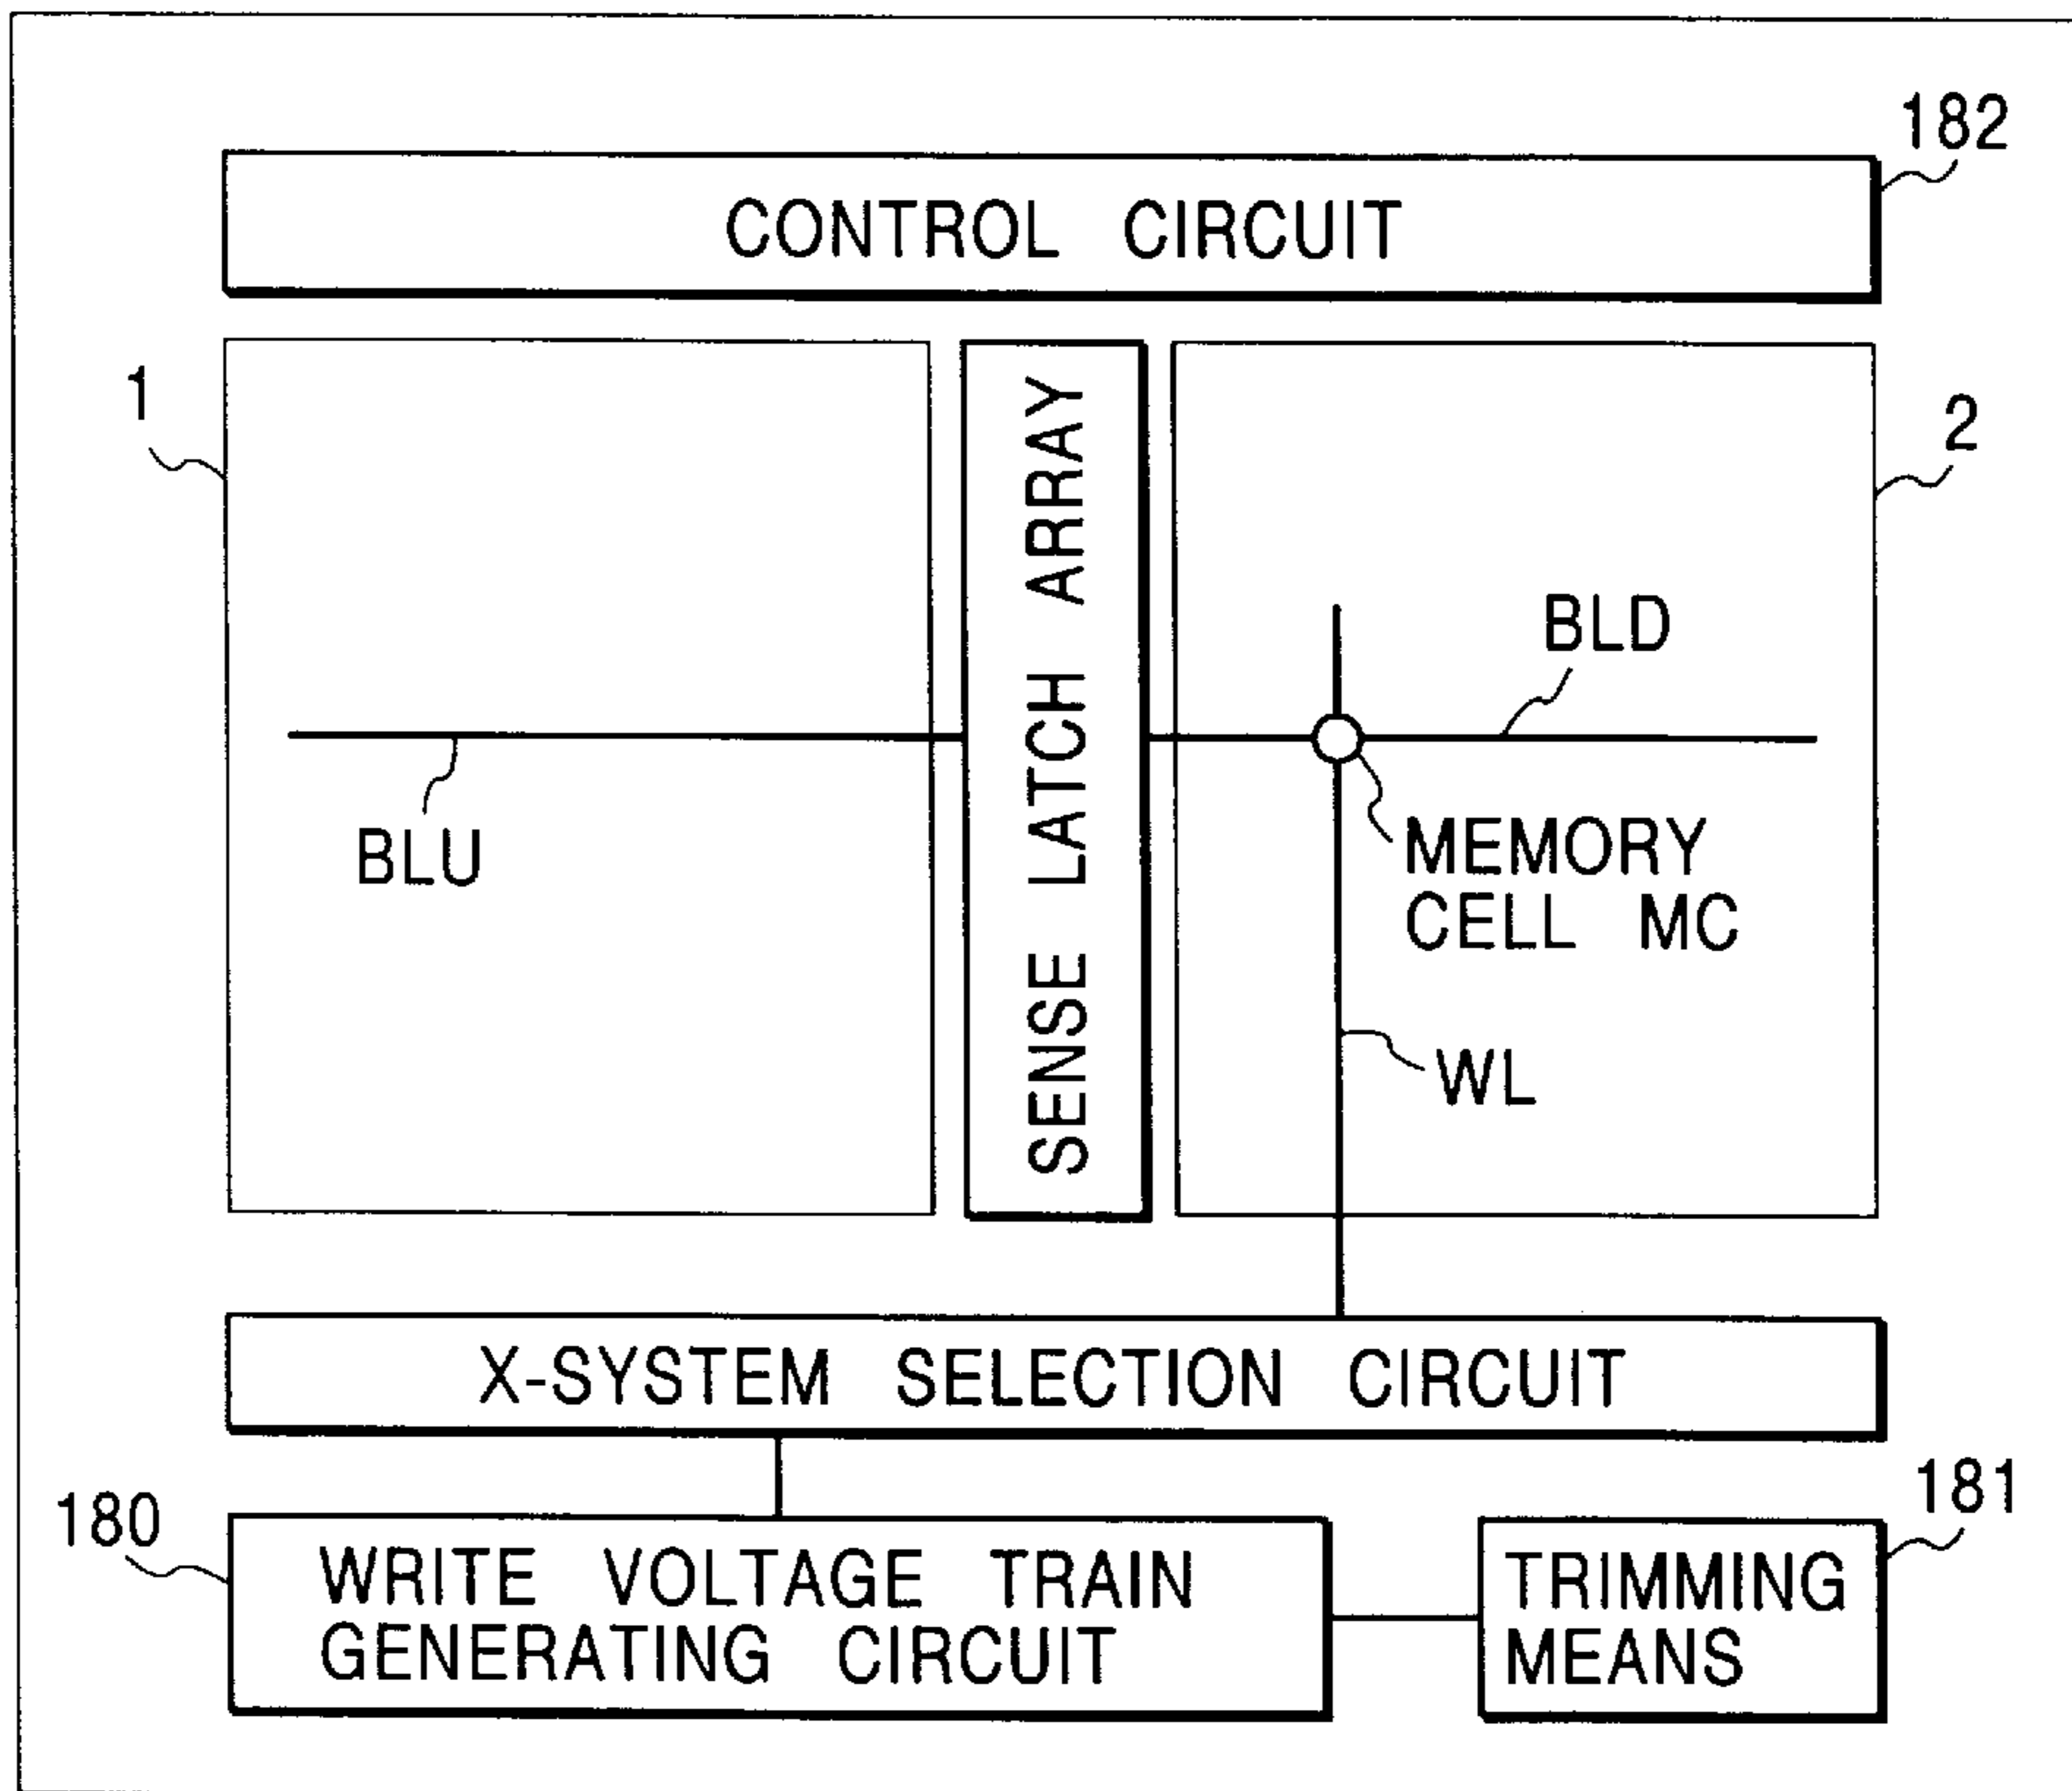 182
CONTROL CIRCUIT
1
2
SENSE LATCH ARRAY
BLD
BLU
MEMORY
CELL MC
WL
X-SYSTEM SELECTION CIRCUIT
180
181
WRITE VOLTAGE TRAIN
GENERATING CIRCUIT
TRIMMING
MEANS